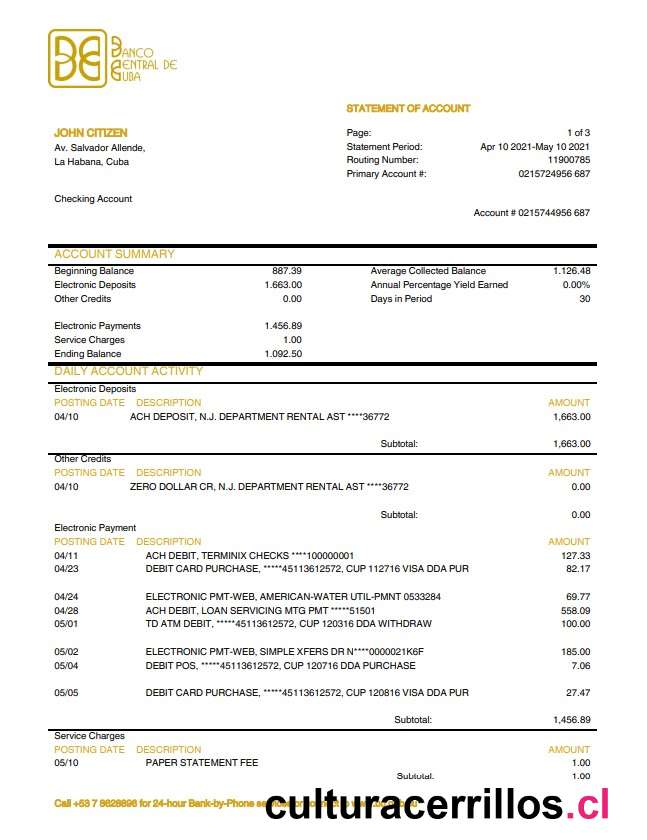 BANCO
CENTRAL DE
CUBA
STATEMENT OF ACCOUNT
JOHN CITIZEN
Av. Salvador Allende,
La Habana, Cuba
Page: 1 of 3
Statement Period: Apr 10 2021-May 10 2021
Routing Number: 11900785
Primary Account #: 0215724956 687
Checking Account
Account # 0215744956 687
ACCOUNT SUMMARY
Beginning Balance 887.39 Average Collected Balance 1.126.48
Electronic Deposits 1.663.00 Annual Percentage Yield Earned 0.00%
Other Credits 0.00 Days in Period 30
Electronic Payments 1.456.89
Service Charges 1.00
Ending Balance 1.092.50
DAILY ACCOUNT ACTIVITY
Electronic Deposits
POSTING DATE DESCRIPTION AMOUNT
04/10 ACH DEPOSIT, N.J. DEPARTMENT RENTAL AST ****36772 1,663.00
Subtotal: 1,663.00
Other Credits
POSTING DATE DESCRIPTION AMOUNT
04/10 ZERO DOLLAR CR, N.J. DEPARTMENT RENTAL AST ****36772 0.00
Subtotal: 0.00
Electronic Payment
POSTING DATE DESCRIPTION AMOUNT
04/11 ACH DEBIT, TERMINIX CHECKS ****100000001 127.33
04/23 DEBIT CARD PURCHASE, *****45113612572, CUP 112716 VISA DDA PUR 82.17
04/24 ELECTRONIC PMT-WEB, AMERICAN-WATER UTIL-PMNT 0533284 69.77
04/28 ACH DEBIT, LOAN SERVICING MTG PMT *****51501 558.09
05/01 TD ATM DEBIT, *****45113612572, CUP 120316 DDA WITHDRAW 100.00
05/02 ELECTRONIC PMT-WEB, SIMPLE XFERS DR N****0000021K6F 185.00
05/04 DEBIT POS, *****45113612572, CUP 120716 DDA PURCHASE 7.06
05/05 DEBIT CARD PURCHASE, *****45113612572, CUP 120816 VISA DDA PUR 27.47
Subtotal: 1,456.89
Service Charges
POSTING DATE DESCRIPTION AMOUNT
05/10 PAPER STATEMENT FEE 1.00
Subtotal: 1.00
Call +53 7 8628896 for 24-hour Bank-by-Phone
culturacerrillos.cl